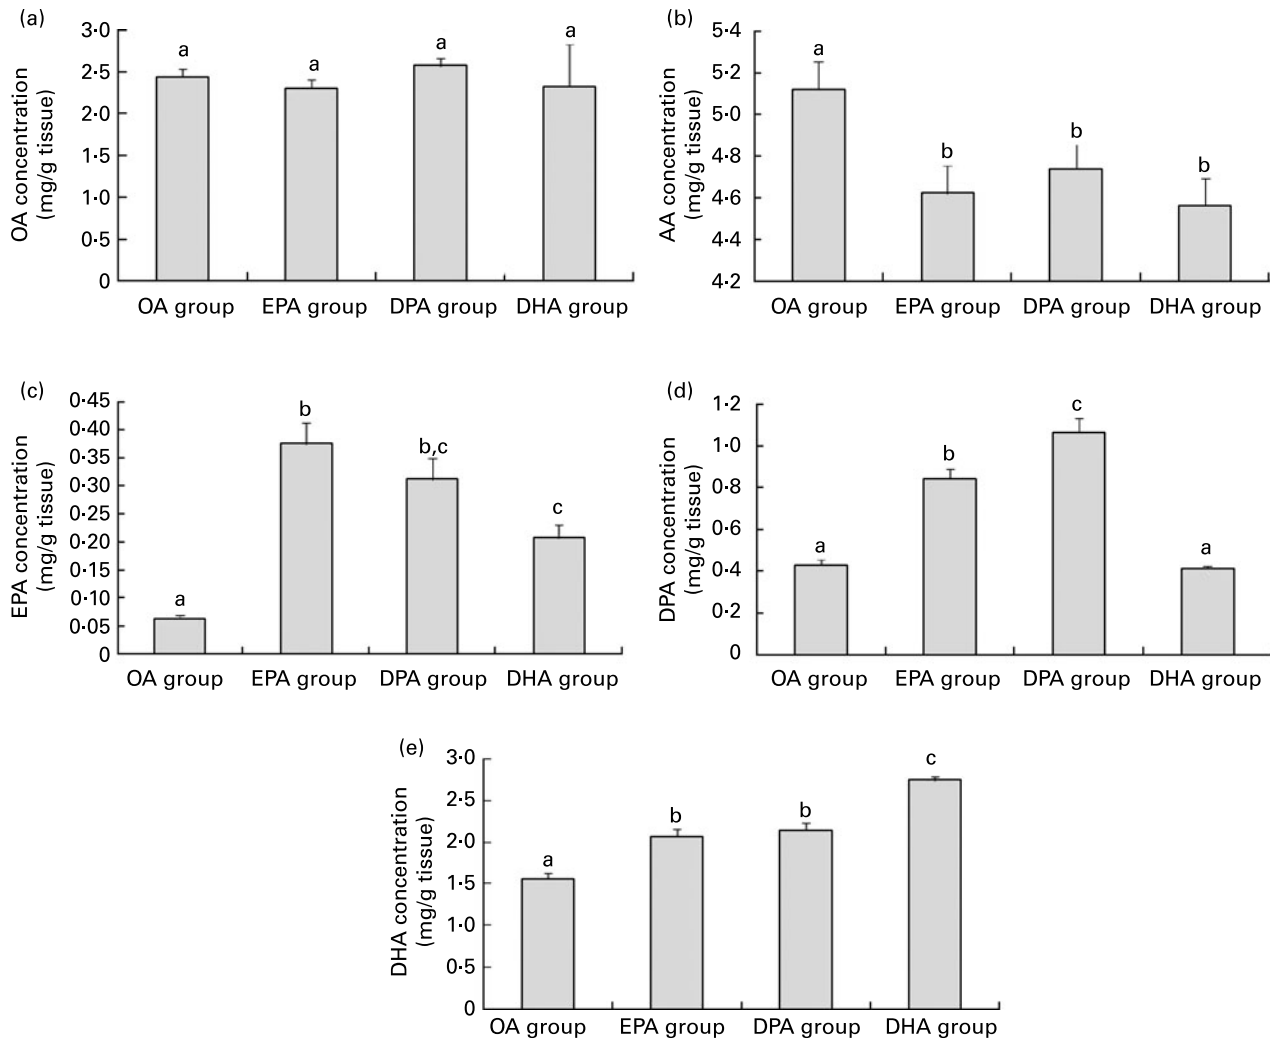 (a)
3·0
2·5
2·0
1·5
1·0
0·5
0
OA concentration
(mg/g tissue)
a
a
a
a
OA group
EPA group
DPA group
DHA group
(b)
5·4
5·2
5·0
4·8
4·6
4·4
4·2
AA concentration
(mg/g tissue)
a
b
b
b
OA group
EPA group
DPA group
DHA group
(c)
0·45
0·40
0·35
0·30
0·25
0·20
0·15
0·10
0·05
0
EPA concentration
(mg/g tissue)
a
b
b,c
c
OA group
EPA group
DPA group
DHA group
(d)
1·2
1·0
0·8
0·6
0·4
0·2
0
DPA concentration
(mg/g tissue)
a
b
c
a
OA group
EPA group
DPA group
DHA group
(e)
3·0
2·5
2·0
1·5
1·0
0·5
0
DHA concentration
(mg/g tissue)
a
b
b
c
OA group
EPA group
DPA group
DHA group